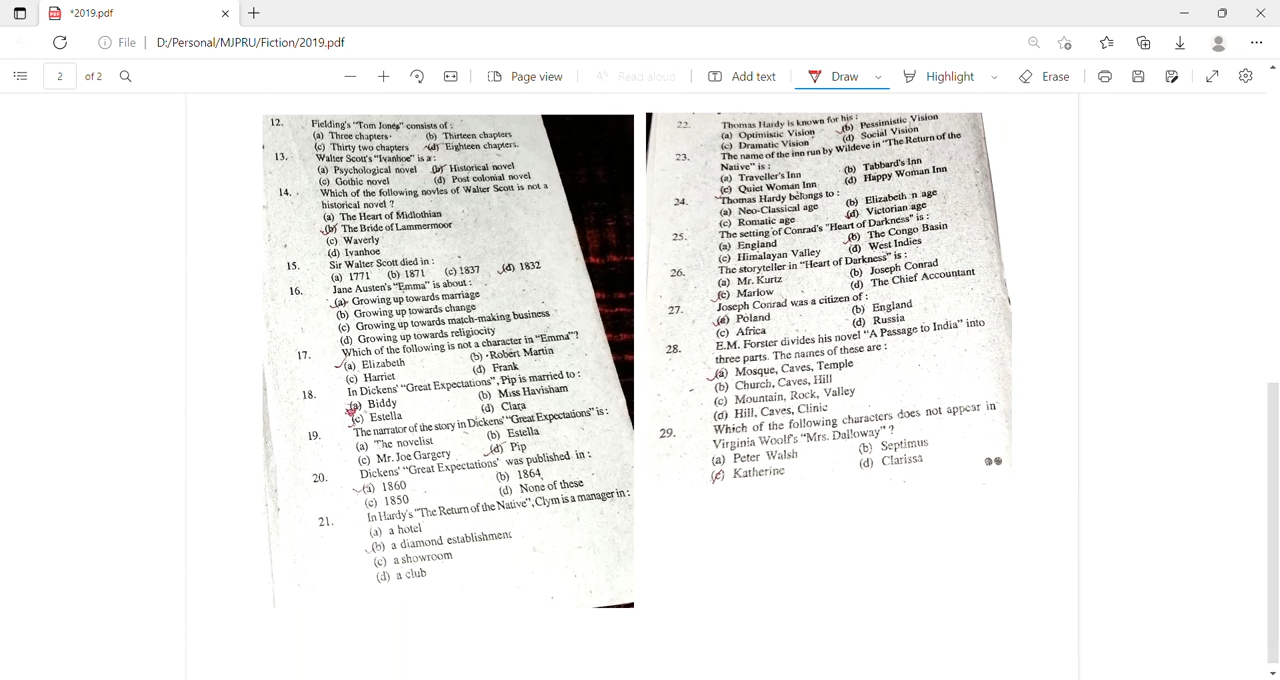 *2019.pdf
File
D:/Personal/MJPRU/Fiction/2019.pdf
2 of 2
Page view
Read aloud
Add text
Draw
Highlight
Erase
12. Fielding's "Tom Jones" consists of :
(a) Three chapters (b) Thirteen chapters
(c) Thirty two chapters (d) Eighteen chapters.
13. Walter Scott's "Ivanhoe" is a :
(a) Psychological novel (b) Historical novel
(c) Gothic novel (d) Post colonial novel
14. Which of the following novles of Walter Scott is not a
historical novel ?
(a) The Heart of Midlothian
(b) The Bride of Lammermoor
(c) Waverly
(d) Ivanhoe
15. Sir Walter Scott died in :
(a) 1771 (b) 1871 (c) 1837 (d) 1832
16. Jane Austen's "Emma" is about :
(a) Growing up towards marriage
(b) Growing up towards change
(c) Growing up towards match-making business
(d) Growing up towards religiocity
17. Which of the following is not a character in "Emma"?
(a) Elizabeth (b) Robert Martin
(c) Harriet (d) Frank
18. In Dickens' "Great Expectations", Pip is married to :
(a) Biddy (b) Miss Havisham
(c) Estella (d) Clara
19. The narrator of the story in Dickens' "Great Expectations" is :
(a) The novelist (b) Estella
(c) Mr. Joe Gargery (d) Pip
20. Dickens' "Great Expectations' was published in :
(a) 1860 (b) 1864
(c) 1850 (d) None of these
21. In Hardy's "The Return of the Native", Clym is a manager in :
(a) a hotel
(b) a diamond establishment
(c) a showroom
(d) a club
22. Thomas Hardy is known for his :
(a) Optimistic Vision (b) Pessimistic Vision
(c) Dramatic Vision (d) Social Vision
23. The name of the inn run by Wildeve in "The Return of the
Native" is :
(a) Traveller's Inn (b) Tabbard's Inn
(c) Quiet Woman Inn (d) Happy Woman Inn
24. Thomas Hardy belongs to :
(a) Neo-Classical age (b) Elizabeth n age
(c) Romatic age (d) Victorian age
25. The setting of Conrad's "Heart of Darkness" is :
(a) England (b) The Congo Basin
(c) Himalayan Valley (d) West Indies
26. The storyteller in "Heart of Darkness" is :
(a) Mr. Kurtz (b) Joseph Conrad
(c) Marlow (d) The Chief Accountant
27. Joseph Conrad was a citizen of :
(a) Poland (b) England
(c) Africa (d) Russia
28. E.M. Forster divides his novel "A Passage to India" into
three parts. The names of these are :
(a) Mosque, Caves, Temple
(b) Church, Caves, Hill
(c) Mountain, Rock, Valley
(d) Hill, Caves, Clinic
29. Which of the following characters does not appear in
Virginia Woolf's "Mrs. Dalloway" ?
(a) Peter Walsh (b) Septimus
(c) Katherine (d) Clarissa